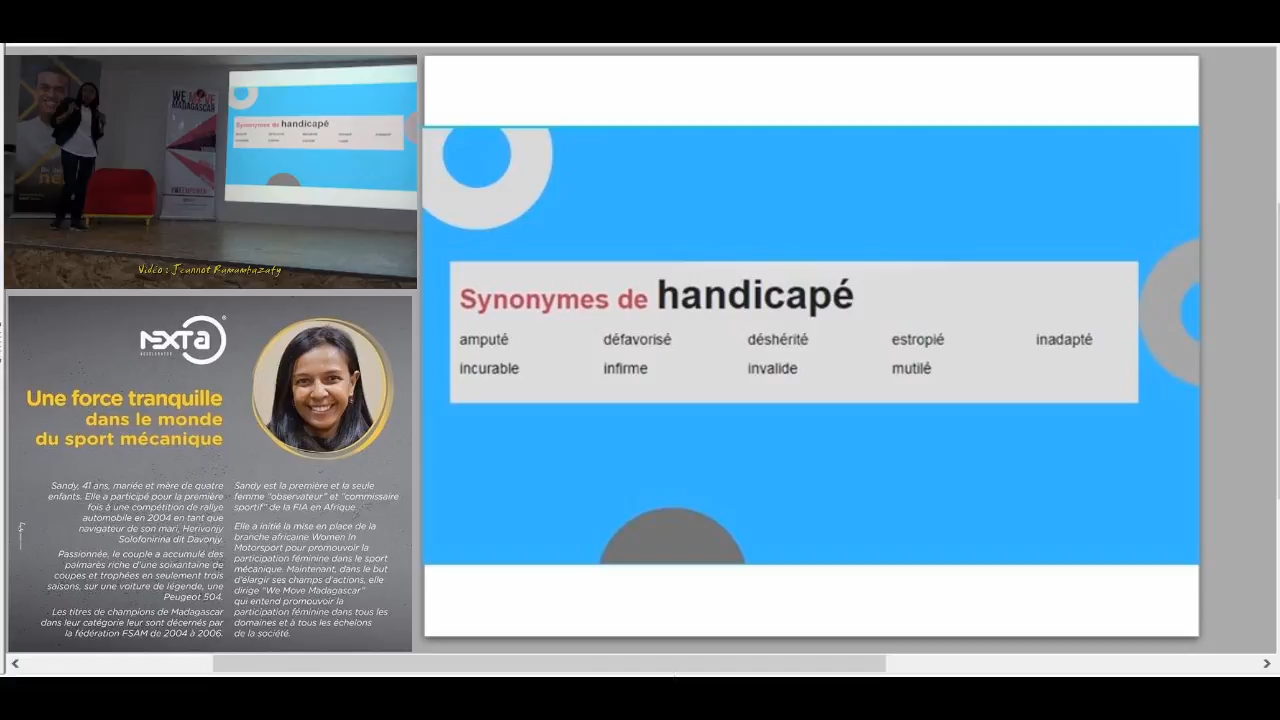 WE MOVE
MADAGASCAR
Synonymes de handicapé
Vidéo : Jeannot Ramambazafy
NEXTA
ACCELERATOR
Une force tranquille
dans le monde
du sport mécanique
Sandy, 41 ans, mariée et mère de quatre
enfants. Elle a participé pour la première
fois à une compétition de rallye
automobile en 2004 en tant que
navigateur de son mari, Herivonjy
Solofonirina dit Davonjy.
Passionnée, le couple a accumulé des
palmarès riche d'une soixantaine de
coupes et trophées en seulement trois
saisons, sur une voiture de légende, une
Peugeot 504.
Les titres de champions de Madagascar
dans leur catégorie leur sont décernés par
la fédération FSAM de 2004 à 2006.
Sandy est la première et la seule
femme "observateur" et "commissaire
sportif" de la FIA en Afrique.
Elle a initié la mise en place de la
branche africaine Women In
Motorsport pour promouvoir la
participation féminine dans le sport
mécanique. Maintenant, dans le but
d'élargir ses champs d'actions, elle
dirige "We Move Madagascar"
qui entend promouvoir la
participation féminine dans tous les
domaines et à tous les échelons
de la société.
Synonymes de handicapé
amputé défavorisé déshérité estropié inadapté
incurable infirme invalide mutilé